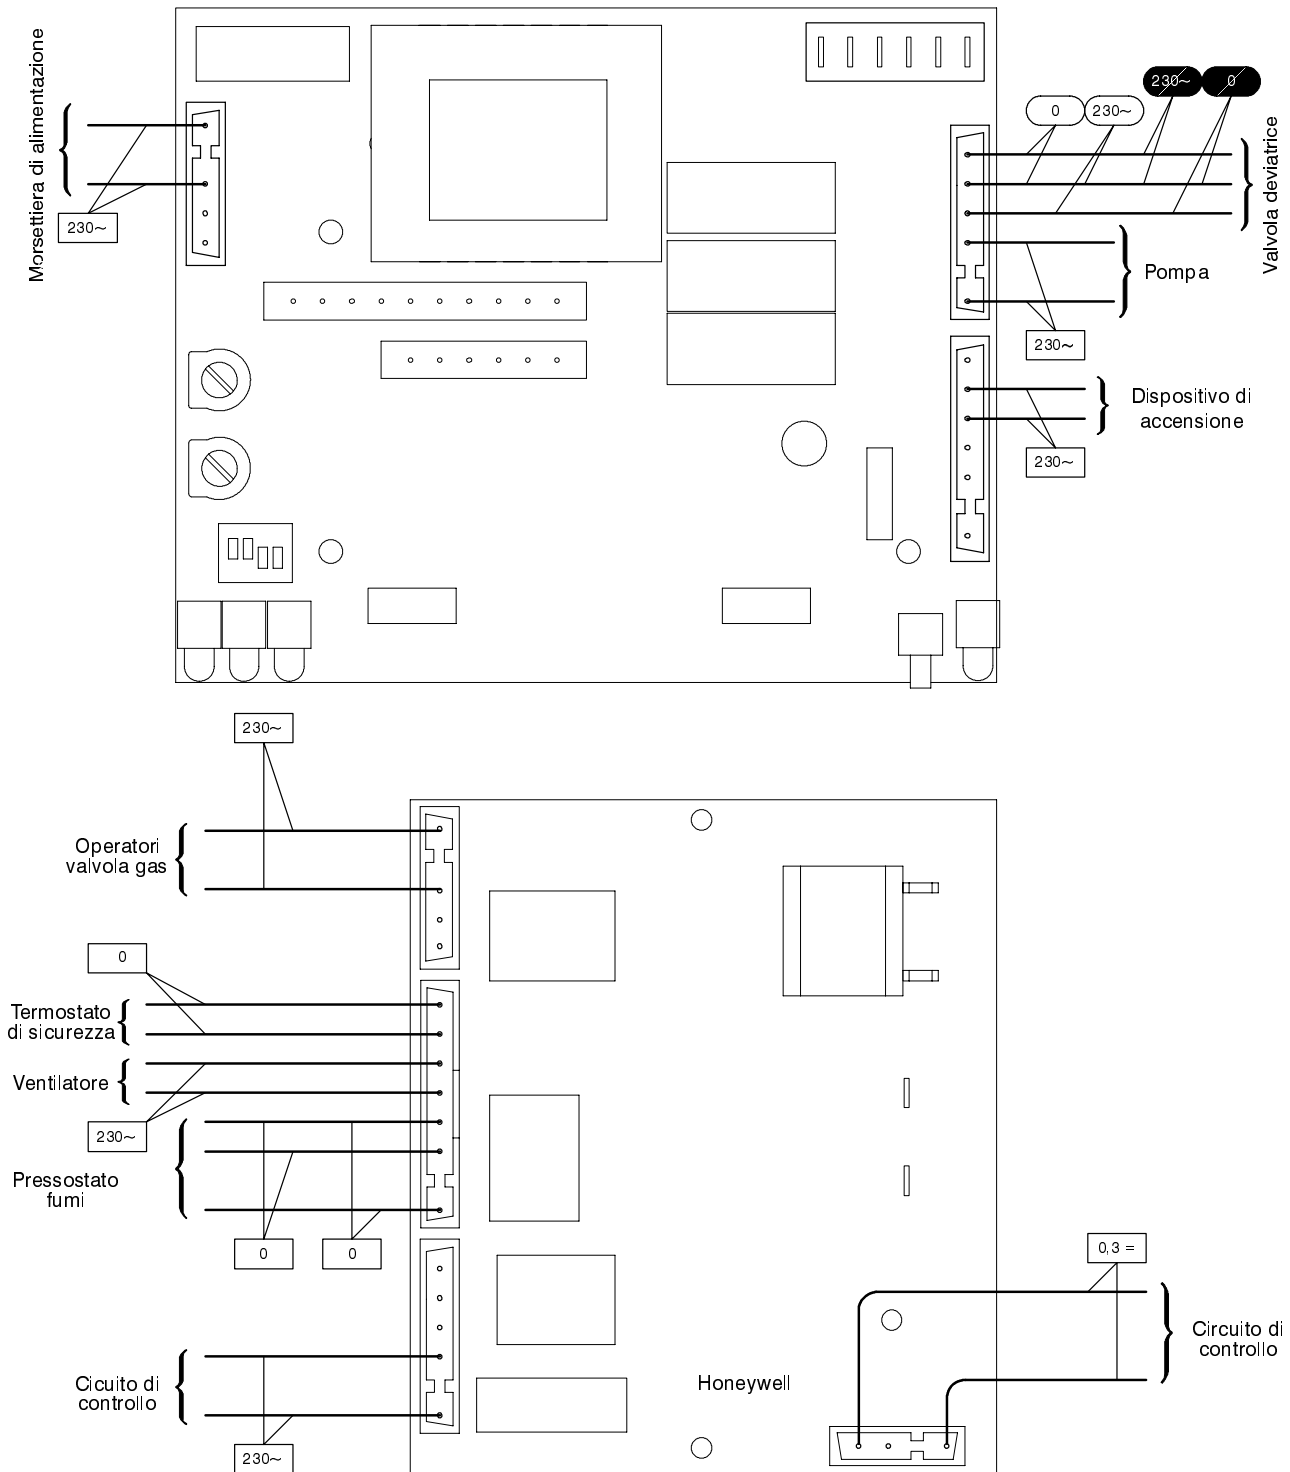 Morsettiera di alimentazione
230~
0
230~
230~
0
Valvola deviatrice
Pompa
230~
Dispositivo di
accensione
230~
230~
Operatori
valvola gas
0
Termostato
di sicurezza
Ventilatore
230~
Pressostato
fumi
0
0
0,3 =
Circuito di
controllo
Honeywell
Cicuito di
controllo
230~